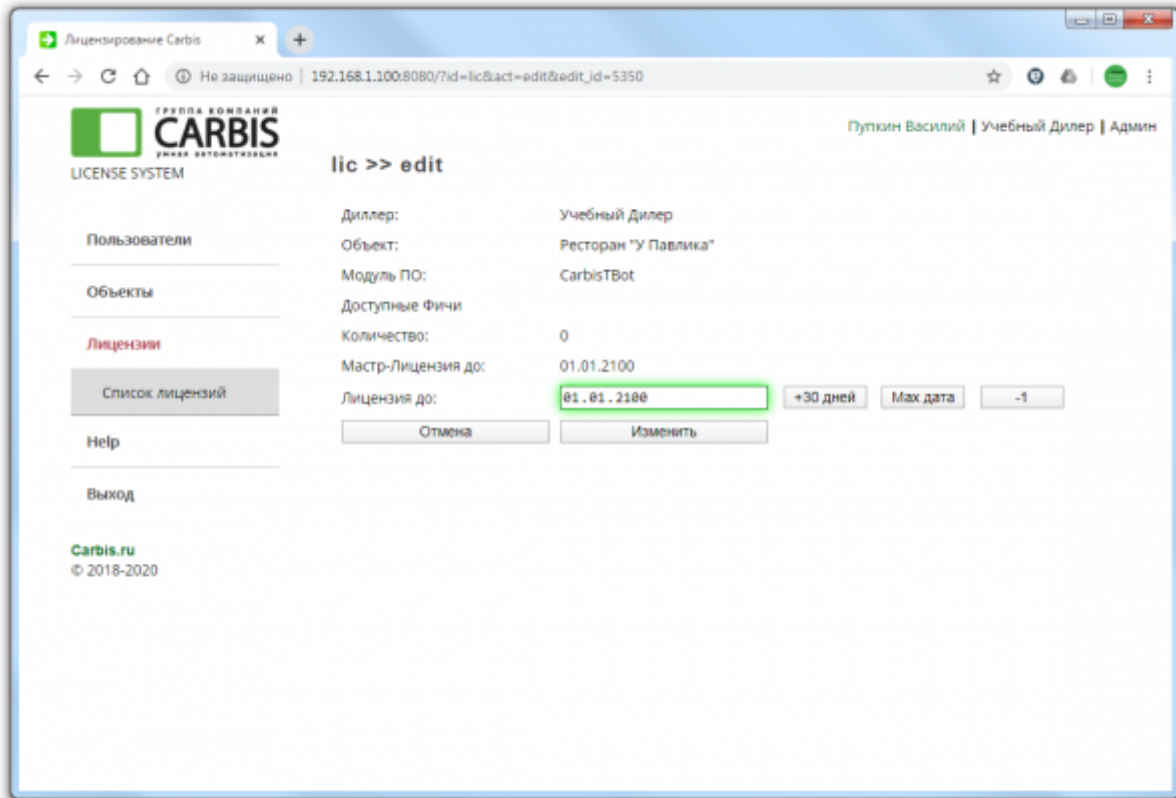 Лицензирование Carbis
Не защищено | 192.168.1.100:8080/?id=lic&act=edit&edit_id=5350
ГРУППА КОМПАНИЙ
CARBIS
умная автоматизация
LICENSE SYSTEM
Пупкин Василий | Учебный Дилер | Админ
lic >> edit
Диллер: Учебный Дилер
Объект: Ресторан "У Павлика"
Модуль ПО: CarbisTBot
Доступные Фичи
Количество: 0
Мастр-Лицензия до: 01.01.2100
Лицензия до: 01.01.2100 +30 дней Мах дата -1
Отмена Изменить
Пользователи
Объекты
Лицензии
Список лицензий
Help
Выход
Carbis.ru
© 2018-2020